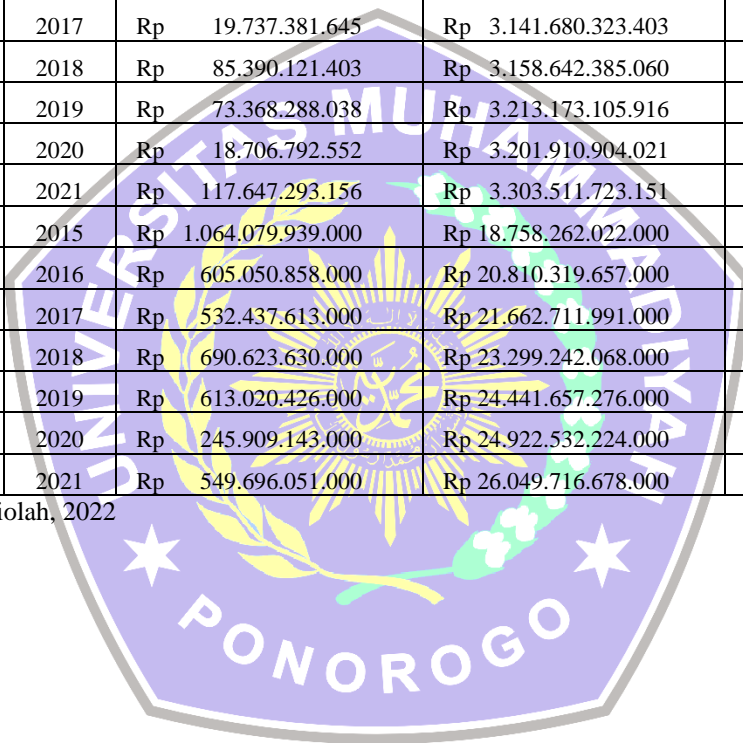 2017 Rp 19.737.381.645 Rp 3.141.680.323.403
2018 Rp 85.390.121.403 Rp 3.158.642.385.060
2019 Rp 73.368.288.038 Rp 3.213.173.105.916
2020 Rp 18.706.792.552 Rp 3.201.910.904.021
2021 Rp 117.647.293.156 Rp 3.303.511.723.151
2015 Rp 1.064.079.939.000 Rp 18.758.262.022.000
2016 Rp 605.050.858.000 Rp 20.810.319.657.000
2017 Rp 532.437.613.000 Rp 21.662.711.991.000
2018 Rp 690.623.630.000 Rp 23.299.242.068.000
2019 Rp 613.020.426.000 Rp 24.441.657.276.000
2020 Rp 245.909.143.000 Rp 24.922.532.224.000
2021 Rp 549.696.051.000 Rp 26.049.716.678.000
iolah, 2022
UNIVERSITAS MUHAMMADIYAH
PONOROGO